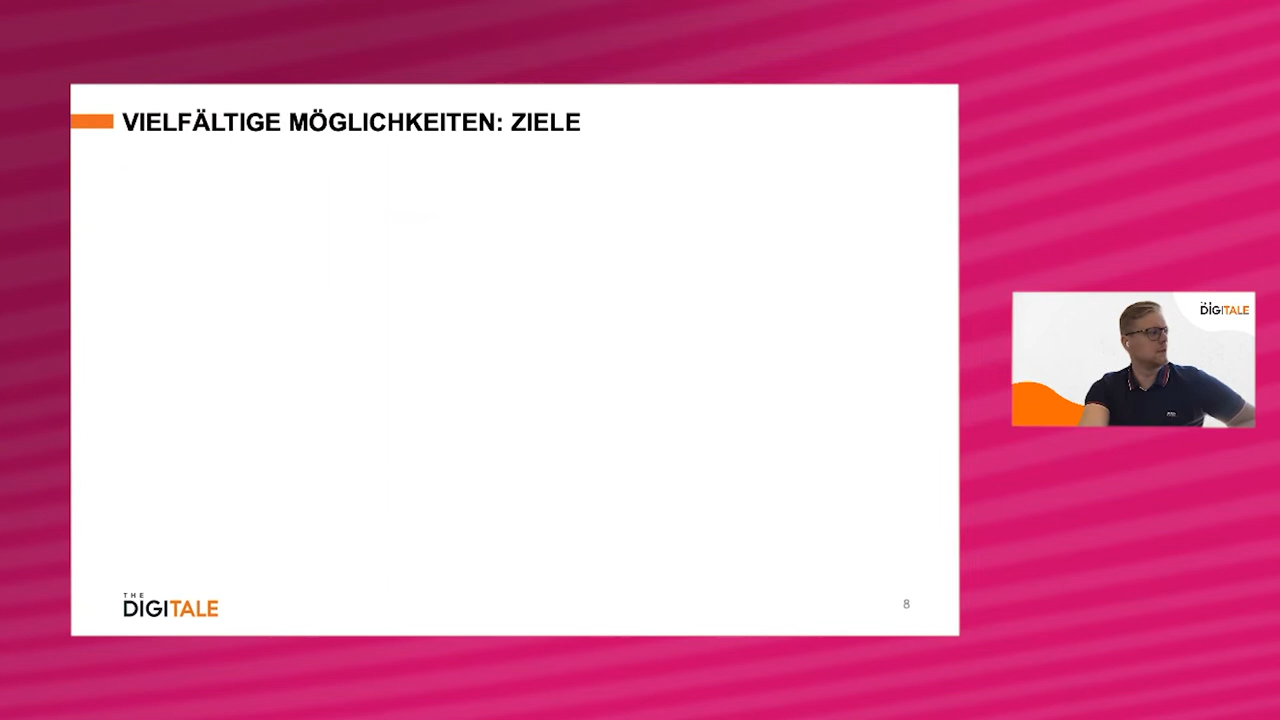 VIELFÄLTIGE MÖGLICHKEITEN: ZIELE
DIGITALE
THE
DIGITALE
8